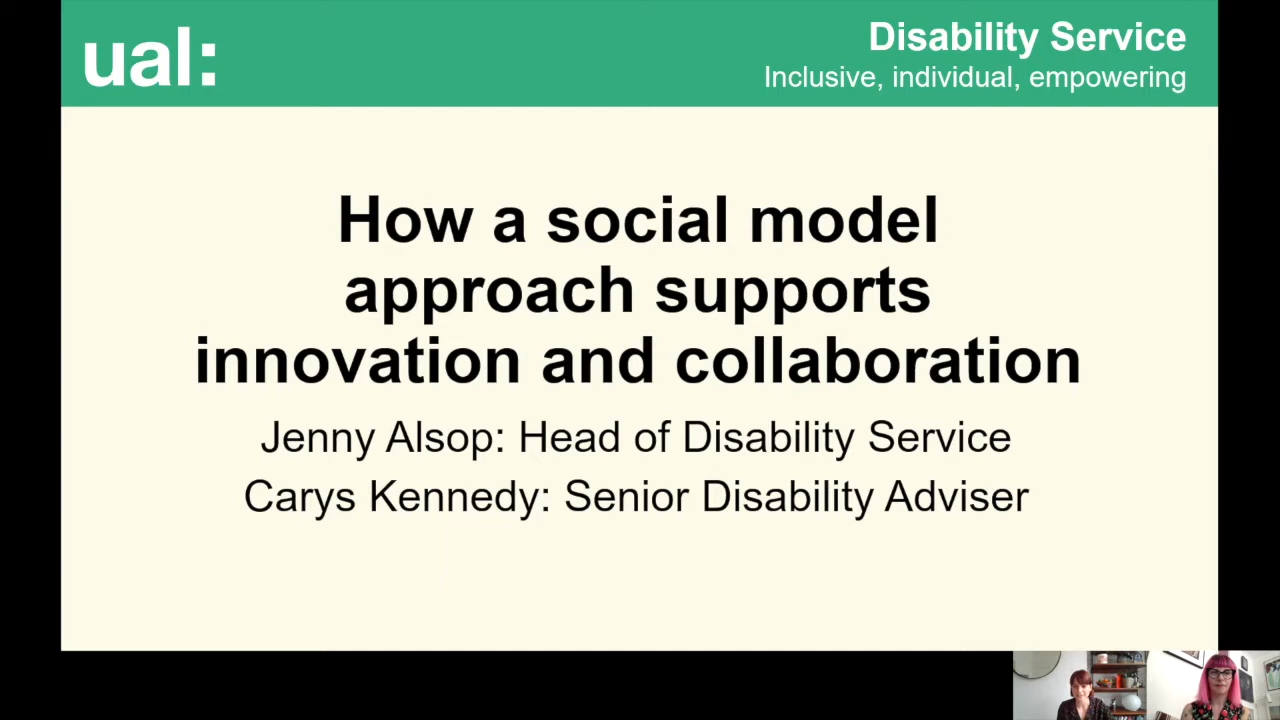 ual:
Disability Service
Inclusive, individual, empowering
How a social model
approach supports
innovation and collaboration
Jenny Alsop: Head of Disability Service
Carys Kennedy: Senior Disability Adviser